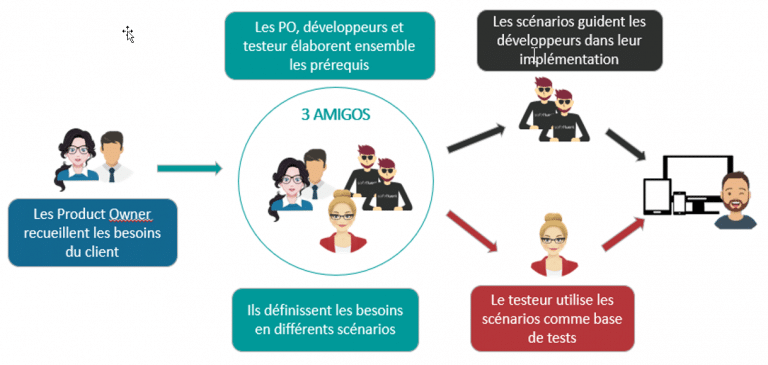 Les PO, développeurs et
testeur élaborent ensemble
les prérequis
Les scénarios guident les
développeurs dans leur
implémentation
3 AMIGOS
Les Product Owner
recueillent les besoins
du client
Ils définissent les besoins
en différents scénarios
Le testeur utilise les
scénarios comme base
de tests